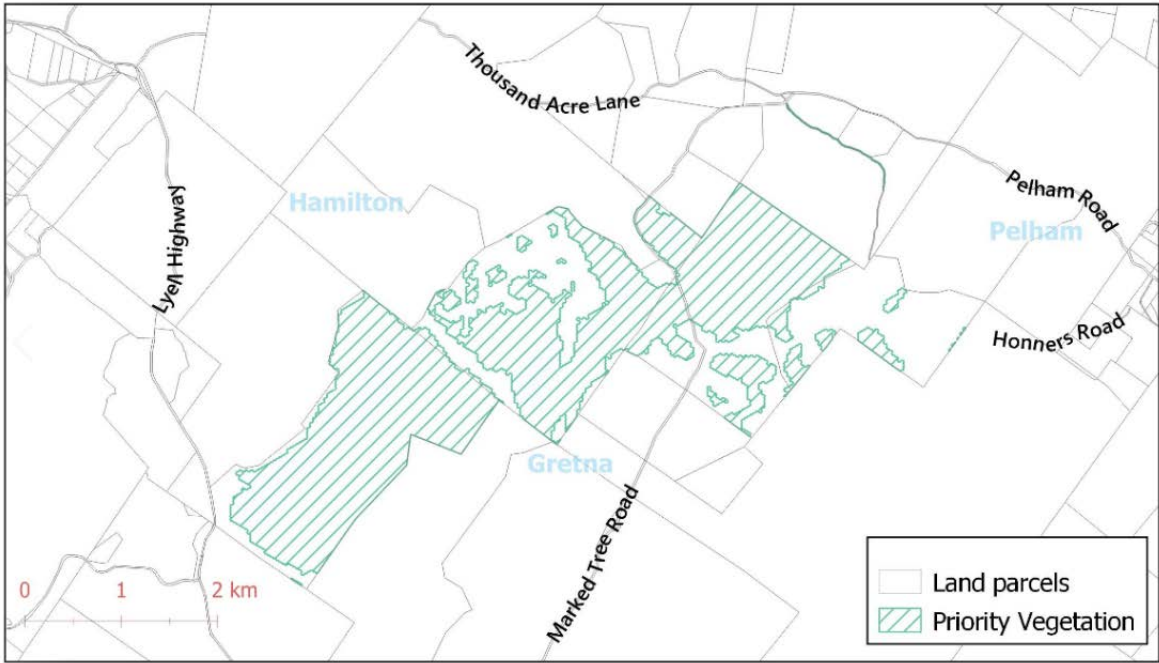 Thousand Acre Lane
Hamilton
Lyell Highway
Pelham Road
Pelham
Honners Road
Gretna
Marked Tree Road
0 1 2 km
Land parcels
Priority Vegetation